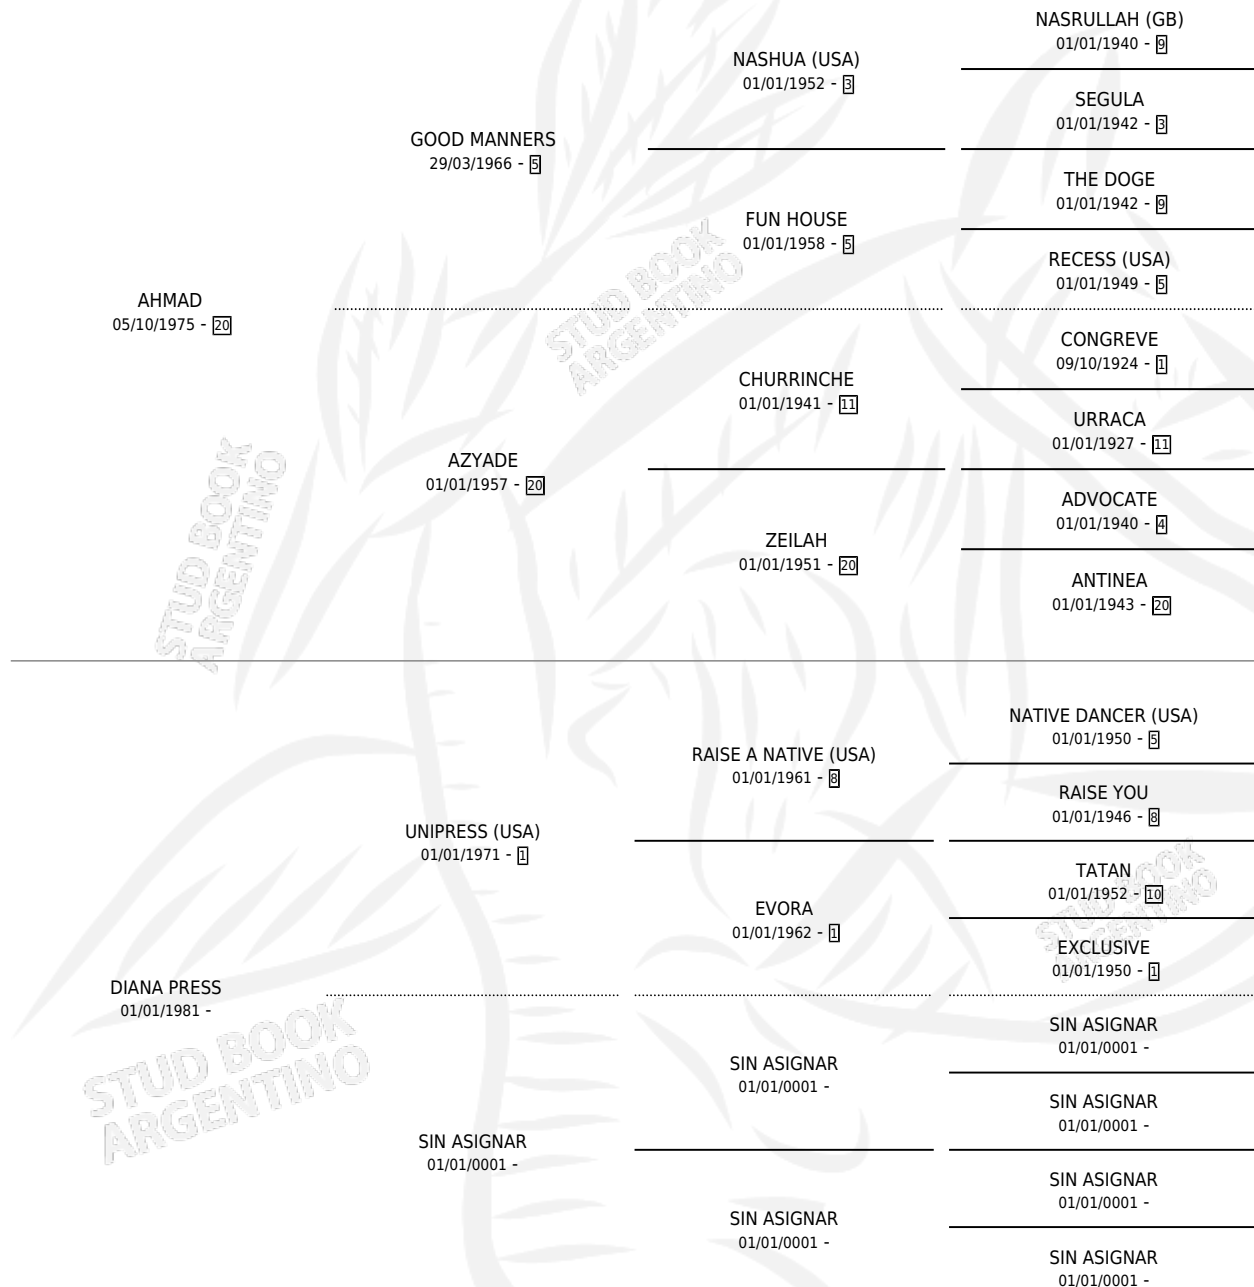 NASRULLAH (GB)
01/01/1940 - 9
NASHUA (USA)
01/01/1952 - 3
SEGULA
01/01/1942 - 3
GOOD MANNERS
29/03/1966 - 5
THE DOGE
01/01/1942 - 9
FUN HOUSE
01/01/1958 - 5
RECESS (USA)
01/01/1949 - 5
AHMAD
05/10/1975 - 20
CONGREVE
09/10/1924 - 1
CHURRINCHE
01/01/1941 - 11
URRACA
01/01/1927 - 11
AZYADE
01/01/1957 - 20
ADVOCATE
01/01/1940 - 4
ZEILAH
01/01/1951 - 20
ANTINEA
01/01/1943 - 20
STUD BOOK
ARGENTINO
STUD BOOK
ARGENTINO
NATIVE DANCER (USA)
01/01/1950 - 5
RAISE A NATIVE (USA)
01/01/1961 - 8
RAISE YOU
01/01/1946 - 8
UNIPRESS (USA)
01/01/1971 - 1
TATAN
01/01/1952 - 10
EVORA
01/01/1962 - 1
EXCLUSIVE
01/01/1950 - 1
STUD BOOK
ARGENTINO
DIANA PRESS
01/01/1981 -
SIN ASIGNAR
01/01/0001 -
SIN ASIGNAR
01/01/0001 -
SIN ASIGNAR
01/01/0001 -
SIN ASIGNAR
01/01/0001 -
SIN ASIGNAR
01/01/0001 -
SIN ASIGNAR
01/01/0001 -
SIN ASIGNAR
01/01/0001 -
STUD BOOK
ARGENTINO